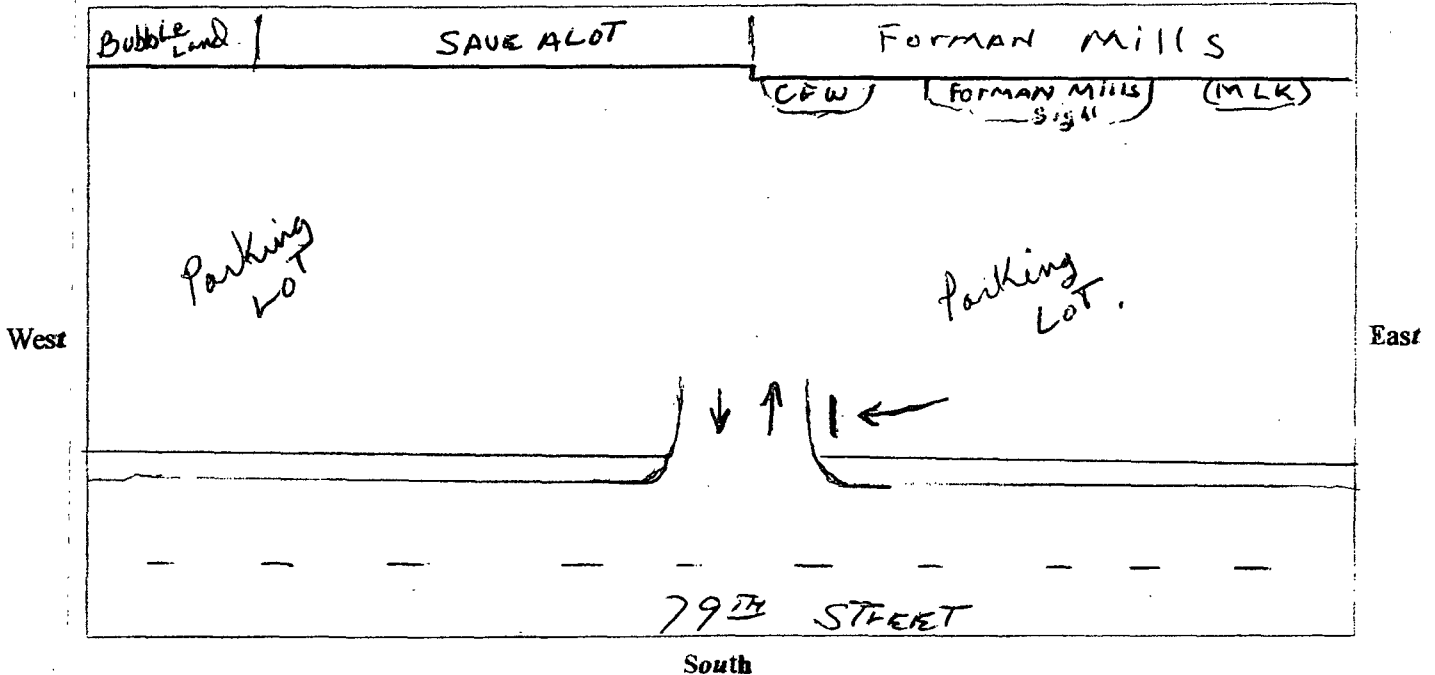 Bubble Land
SAVE ALOT
Forman Mills
CFW
Forman Mills
Sign
(MLK)
Parking
LOT
Parking
LOT.
West
East
79TH STREET
South